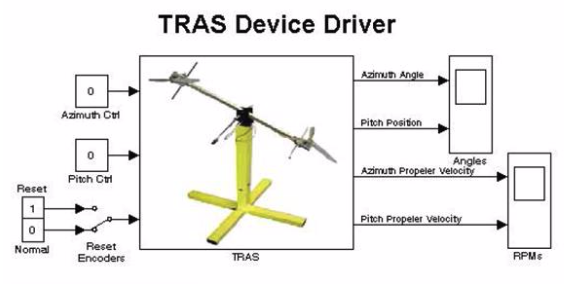 TRAS Device Driver
0
Azimuth Ctrl
0
Pitch Ctrl
Reset
1
0
Normal
Reset
Encoders
TRAS
Azimuth Angle
Pitch Position
Angles
Azimuth Propeler Velocity
Pitch Propeler Velocity
RPMs